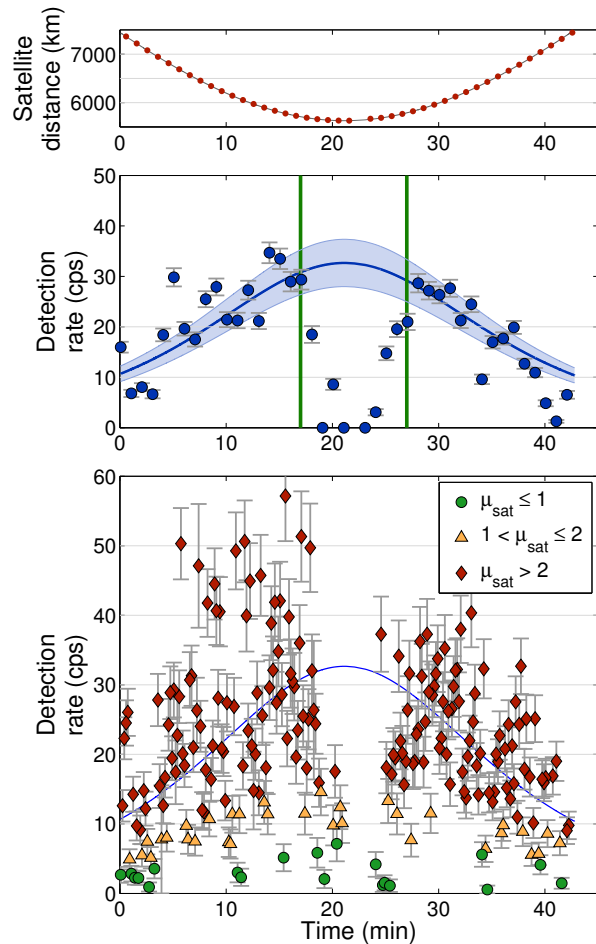 Satellite
distance (km)
7000
6000
0 10 20 30 40
Detection
rate (cps)
50
40
30
20
10
0
0 10 20 30 40
Detection
rate (cps)
60
50
40
30
20
10
0
μsat ≤ 1
1 < μsat ≤ 2
μsat > 2
0 10 20 30 40
Time (min)